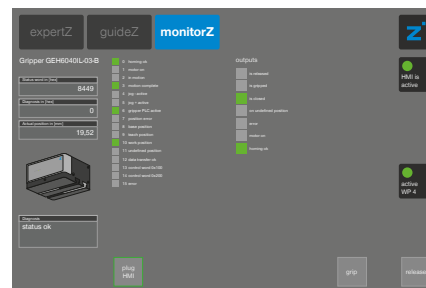 expertZ
guideZ
monitorZ
Z
Gripper GEH6040IL-03-B
Status word in [hex]
8449
Diagnosis in [hex]
0
Actual position in [mm]
19,52
Diagnosis
status ok
0 homing ok
1 motor on
2 in motion
3 motion complete
4 jog - active
5 jog + active
6 gripper PLC active
7 position error
8 base position
9 teach position
10 work position
11 undefined position
12 data transfer ok
13 control word 0x100
14 control word 0x200
15 error
outputs
is released
is gripped
is closed
on undefined position
error
motor on
homing ok
HMI is
active
active
WP 4
plug
HMI
grip
release